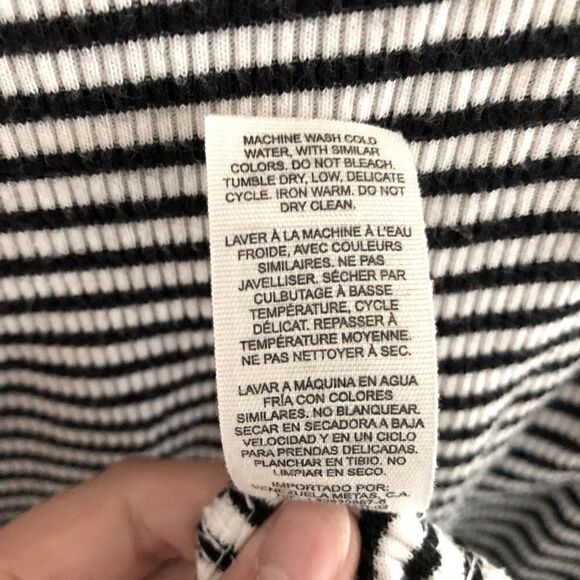 MACHINE WASH COLD
WATER, WITH SIMILAR
COLORS. DO NOT BLEACH.
TUMBLE DRY, LOW, DELICATE
CYCLE. IRON WARM. DO NOT
DRY CLEAN.
LAVER À LA MACHINE À L'EAU
FROIDE, AVEC COULEURS
SIMILAIRES. NE PAS
JAVELLISER. SÉCHER PAR
CULBUTAGE À BASSE
TEMPÉRATURE, CYCLE
DÉLICAT. REPASSER À
TEMPÉRATURE MOYENNE.
NE PAS NETTOYER À SEC.
LAVAR A MÁQUINA EN AGUA
FRÍA CON COLORES
SIMILARES. NO BLANQUEAR.
SECAR EN SECADORA A BAJA
VELOCIDAD Y EN UN CICLO
PARA PRENDAS DELICADAS.
PLANCHAR EN TIBIO. NO
LIMPIAR EN SECO.
IMPORTADO POR:
VENEZUELA METAS, C.A.